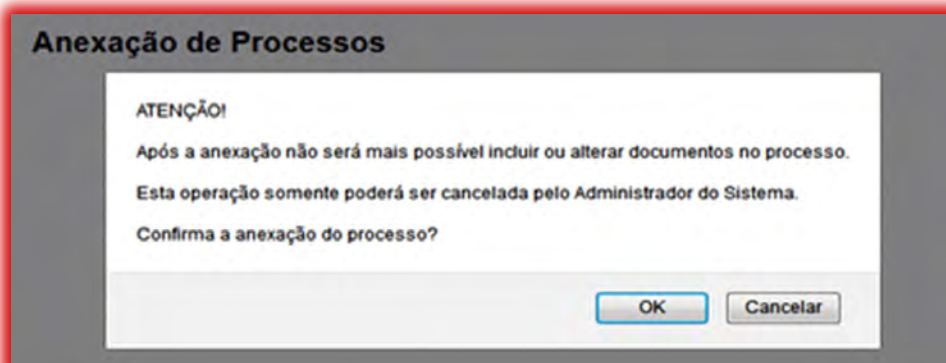 Anexação de Processos
ATENÇÃO!
Após a anexação não será mais possível incluir ou alterar documentos no processo.
Esta operação somente poderá ser cancelada pelo Administrador do Sistema.
Confirma a anexação do processo?
OK Cancelar